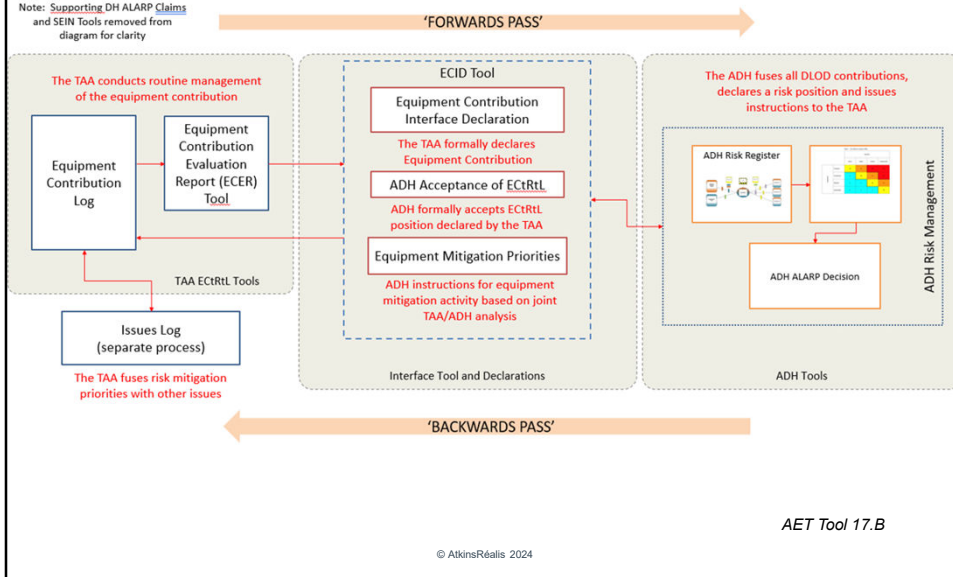 Note: Supporting DH ALARP Claims
and SEIN Tools removed from
diagram for clarity
'FORWARDS PASS'
The TAA conducts routine management
of the equipment contribution
Equipment
Contribution
Log
Equipment
Contribution
Evaluation
Report (ECER)
Tool
TAA ECtRtL Tools
Issues Log
(separate process)
The TAA fuses risk mitigation
priorities with other issues
ECID Tool
Equipment Contribution
Interface Declaration
The TAA formally declares
Equipment Contribution
ADH Acceptance of ECtRtL
ADH formally accepts ECtRtL
position declared by the TAA
Equipment Mitigation Priorities
ADH instructions for equipment
mitigation activity based on joint
TAA/ADH analysis
Interface Tool and Declarations
The ADH fuses all DLOD contributions,
declares a risk position and issues
instructions to the TAA
ADH Risk Register
ADH ALARP Decision
ADH Risk Management
ADH Tools
'BACKWARDS PASS'
AET Tool 17.B
© AtkinsRéalis 2024